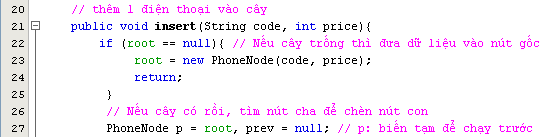 20 // thêm 1 điện thoại vào cây
21 public void insert(String code, int price){
22 if (root == null){ // Nếu cây trống thì đưa dữ liệu vào nút gốc
23 root = new PhoneNode(code, price);
24 return;
25 }
26 // Nếu cây có rồi, tìm nút cha để chèn nút con
27 PhoneNode p = root, prev = null; // p: biến tạm để chạy trước